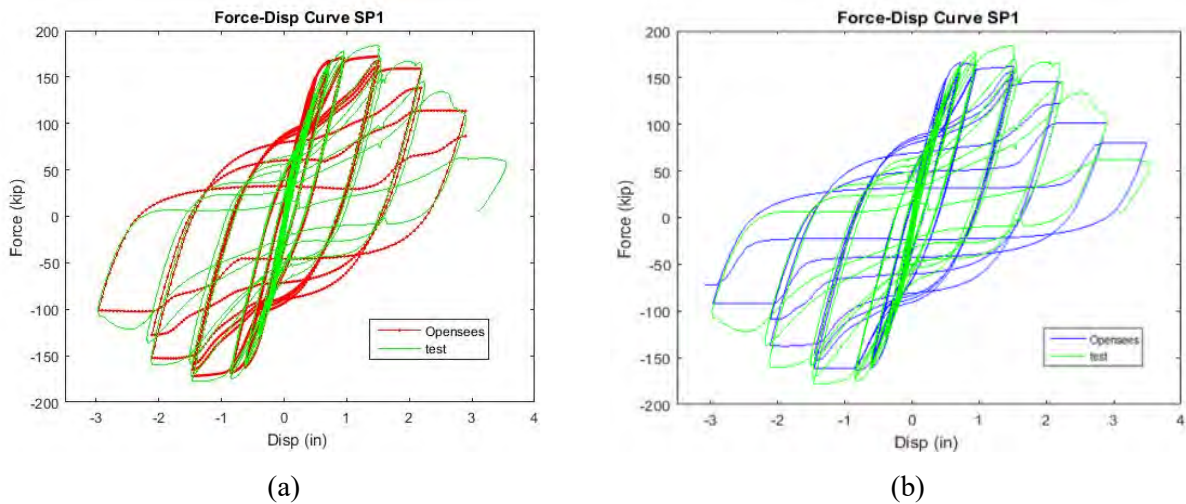 Force-Disp Curve SP1
200
150
100
50
0
-50
-100
-150
-200
Force (kip)
-3
-2
-1
0
1
2
3
4
Disp (in)
Opensees
test
(a)
Force-Disp Curve SP1
200
150
100
50
0
-50
-100
-150
-200
Force (kip)
-3
-2
-1
0
1
2
3
4
Disp (in)
Opensees
test
(b)